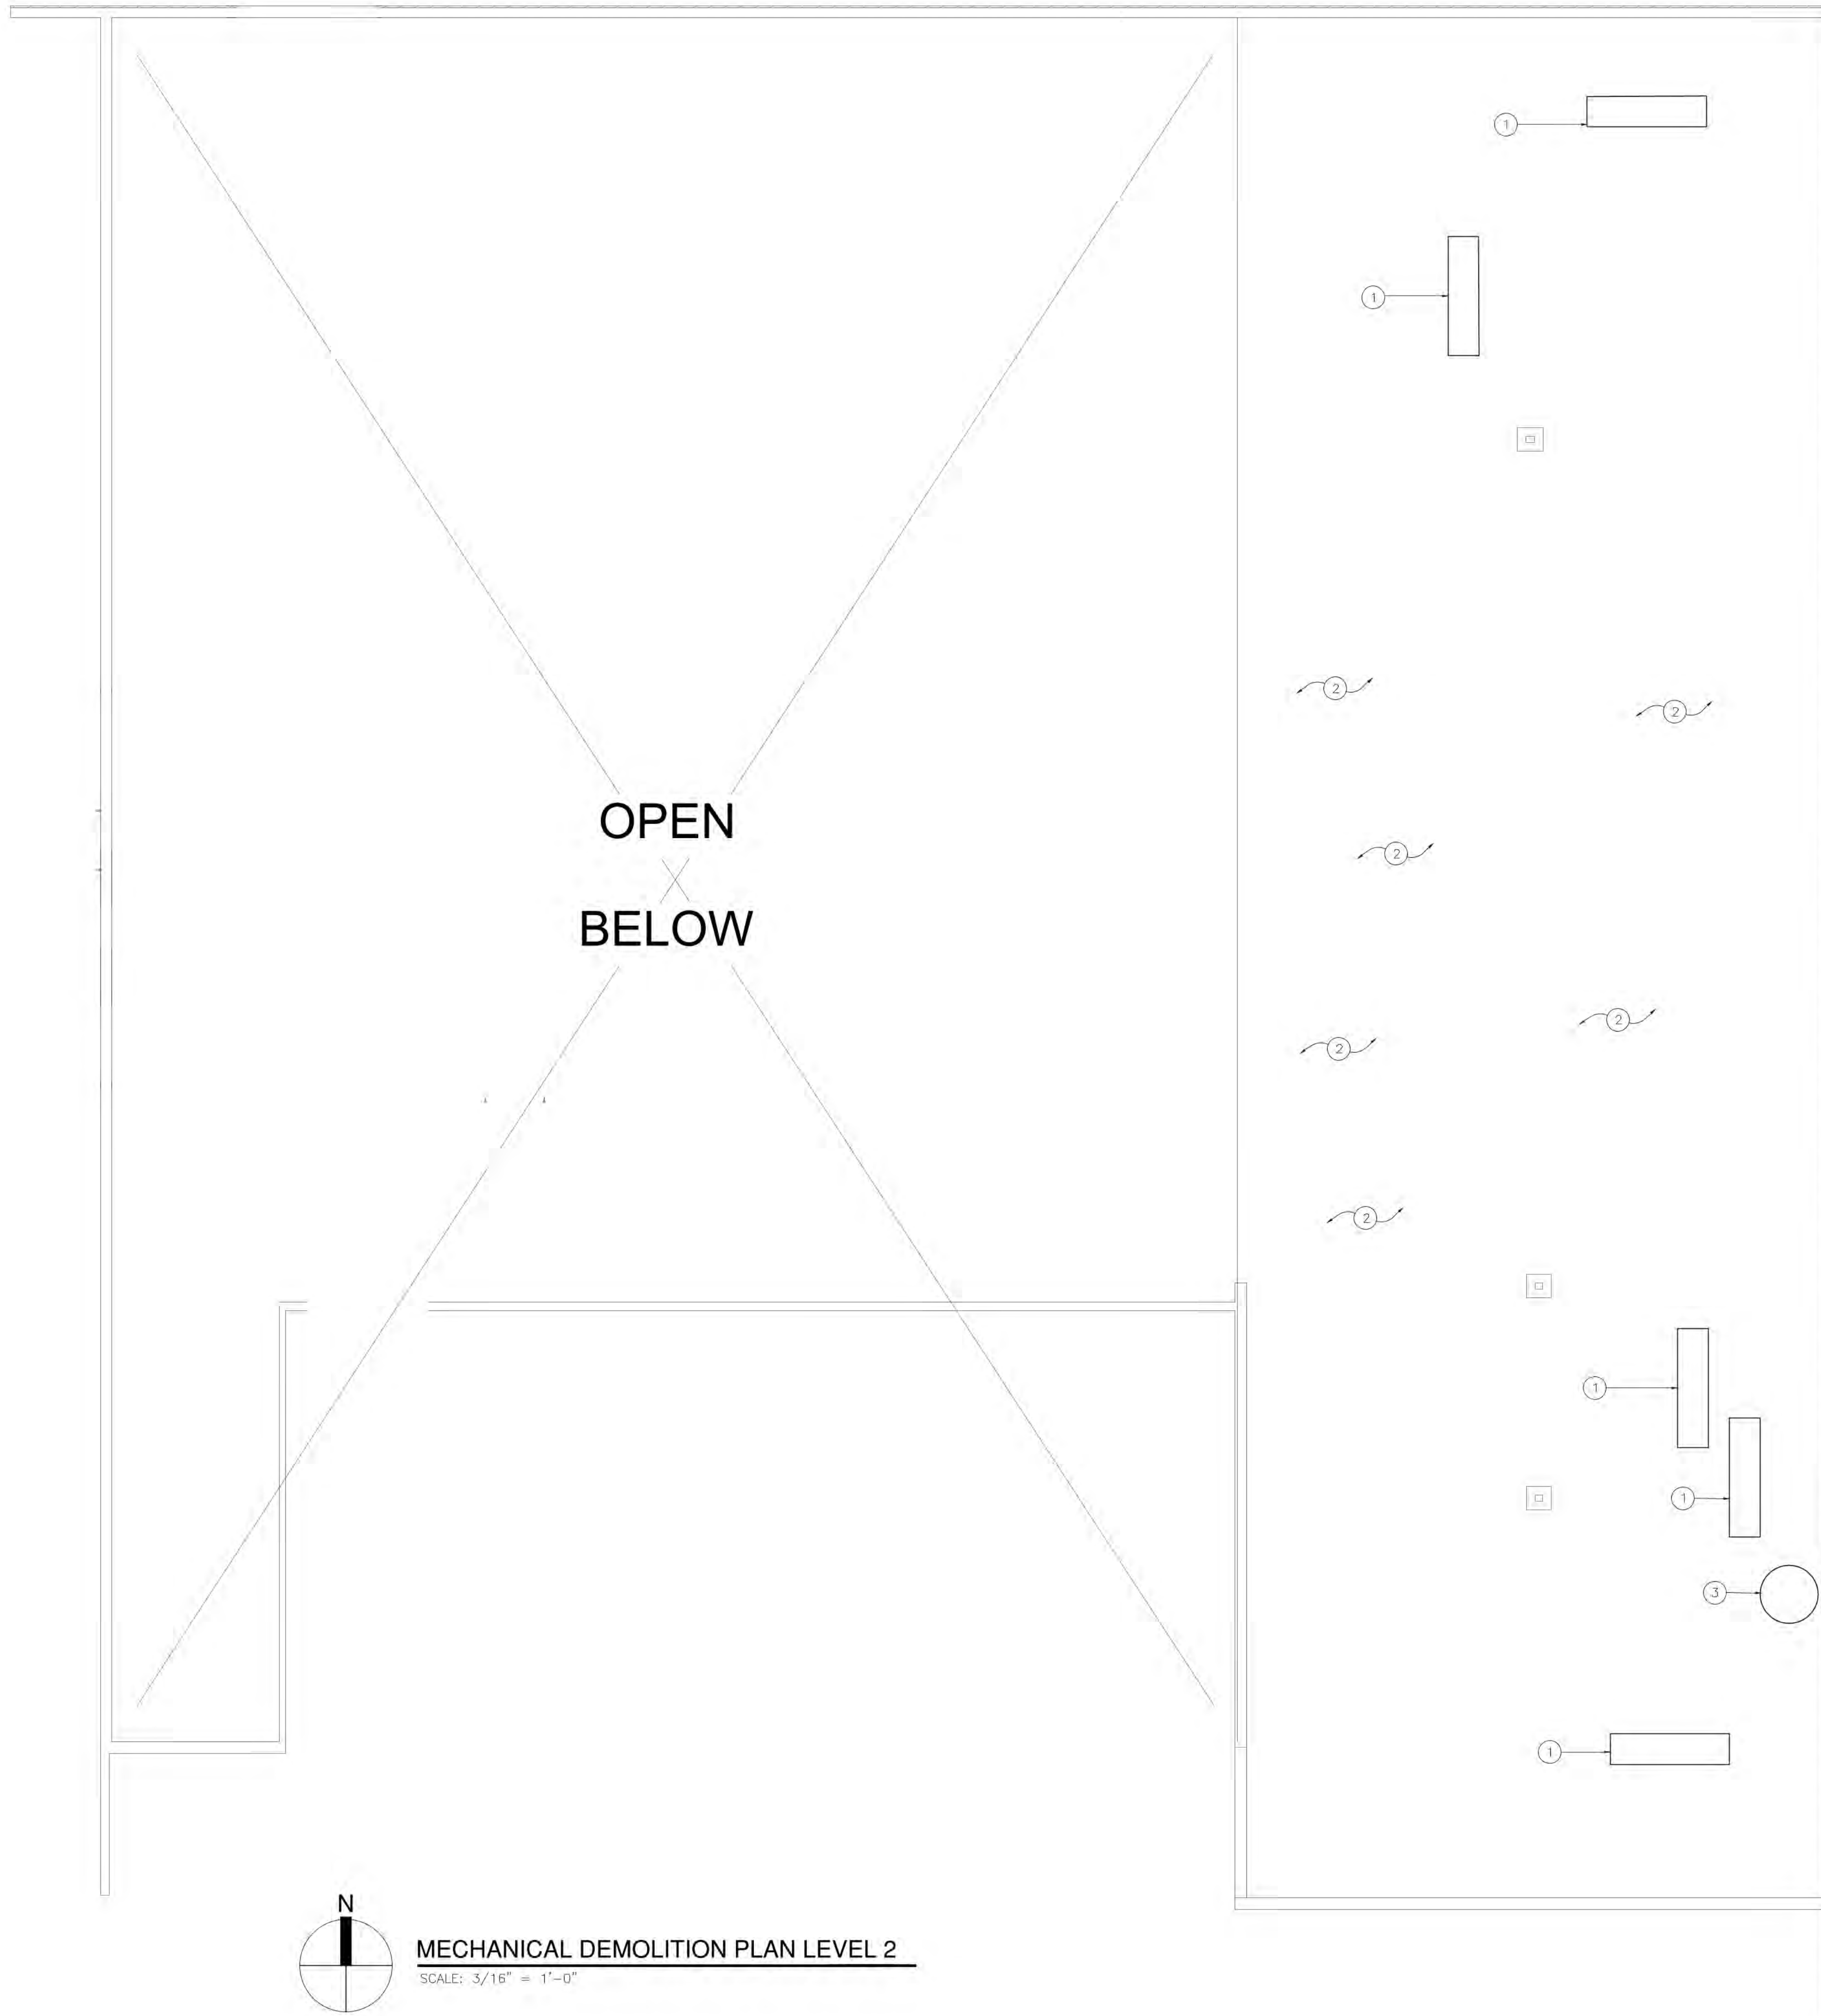 1
1
2
2
OPEN
2
BELOW
2
2
2
1
1
3
1
N
MECHANICAL DEMOLITION PLAN LEVEL 2
SCALE: 3/16" = 1'-0"